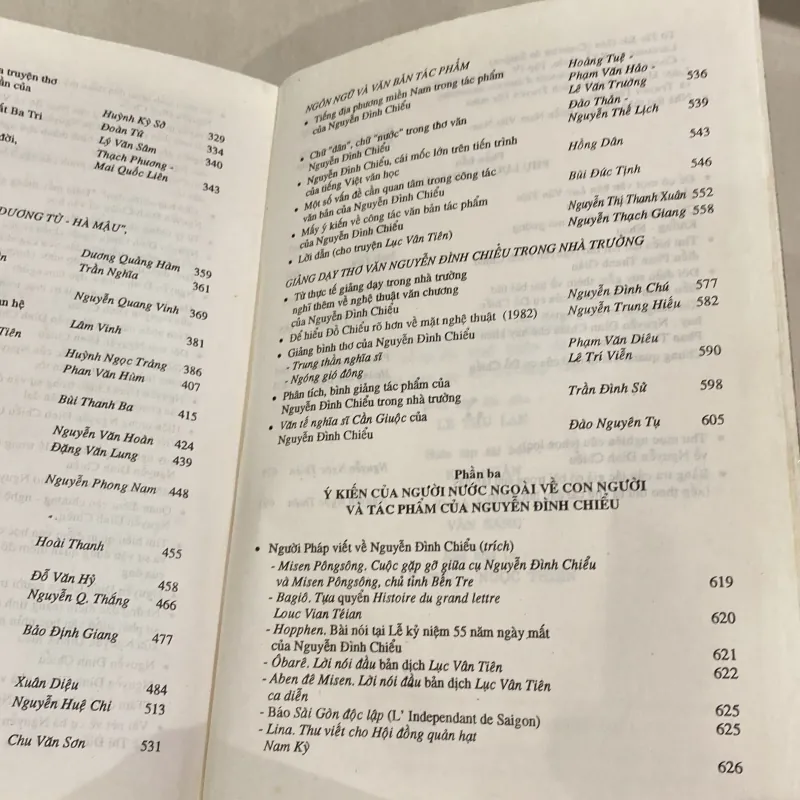 a truyện thơ
ần của
ất Ba Tri
Huỳnh Kỳ Sở 329
Đoàn Tứ 334
đời,
Lý Văn Sâm 340
Thạch Phương -
Mai Quốc Liên 343
DƯƠNG TỪ - HÀ MẬU",
Dương Quảng Hàm 359
Trần Nghĩa 361
an hệ
Nguyễn Quang Vinh 369
Tiên
Lâm Vinh 381
Huỳnh Ngọc Trảng 386
Phan Văn Hùm 407
Bùi Thanh Ba 415
Nguyễn Văn Hoàn 424
Đặng Văn Lung 439
Nguyễn Phong Nam 448
Hoài Thanh 455
Đỗ Văn Hỷ 458
Nguyễn Q. Thắng 466
Bảo Định Giang 477
Xuân Diệu 484
Nguyễn Huệ Chi 513
Chu Văn Sơn 531
NGÔN NGỮ VÀ VĂN BẢN TÁC PHẨM
• Tiếng địa phương miền Nam trong tác phẩm
của Nguyễn Đình Chiểu
Hoàng Tuệ -
Phạm Văn Hảo -
Lê Văn Trường 536
• Chữ "dân", chữ "nước" trong thơ văn
Nguyễn Đình Chiểu
Đào Thản -
Nguyễn Thế Lịch 539
• Nguyễn Đình Chiểu, cái mốc lớn trên tiến trình
của tiếng Việt văn học
Hồng Dân 543
• Một số vấn đề cần quan tâm trong công tác
văn bản của Nguyễn Đình Chiểu
Bùi Đức Tịnh 546
• Mấy ý kiến về công tác văn bản tác phẩm
của Nguyễn Đình Chiểu
Nguyễn Thị Thanh Xuân 552
• Lời dẫn (cho truyện Lục Vân Tiên)
Nguyễn Thạch Giang 558
GIẢNG DẠY THƠ VĂN NGUYỄN ĐÌNH CHIỂU TRONG NHÀ TRƯỜNG
• Từ thực tế giảng dạy trong nhà trường
nghĩ thêm về nghệ thuật văn chương
của Nguyễn Đình Chiểu
Nguyễn Đình Chú 577
• Để hiểu Đồ Chiểu rõ hơn về mặt nghệ thuật (1982)
Nguyễn Trung Hiếu 582
• Giảng bình thơ của Nguyễn Đình Chiểu
- Trung thần nghĩa sĩ
Phạm Văn Diêu
- Ngóng gió đông
Lê Trí Viễn 590
• Phân tích, bình giảng tác phẩm của
Nguyễn Đình Chiểu trong nhà trường
Trần Đình Sử 598
• Văn tế nghĩa sĩ Cần Giuộc của
Nguyễn Đình Chiểu
Đào Nguyên Tụ 605
Phần ba
Ý KIẾN CỦA NGƯỜI NƯỚC NGOÀI VỀ CON NGƯỜI
VÀ TÁC PHẨM CỦA NGUYỄN ĐÌNH CHIỂU
• Người Pháp viết về Nguyễn Đình Chiểu (trích)
- Misen Pôngsông. Cuộc gặp gỡ giữa cụ Nguyễn Đình Chiểu
và Misen Pôngsông, chủ tỉnh Bến Tre 619
- Bagiô. Tựa quyển Histoire du grand lettre
Louc Vian Téian 620
- Hopphen. Bài nói tại Lễ kỷ niệm 55 năm ngày mất
của Nguyễn Đình Chiểu 621
- Ôbarê. Lời nói đầu bản dịch Lục Vân Tiên 622
- Aben đê Misen. Lời nói đầu bản dịch Lục Vân Tiên
ca diễn 625
- Báo Sài Gòn độc lập (L' Independant de Saigon) 625
- Lina. Thư viết cho Hội đồng quản hạt
Nam Kỳ 626